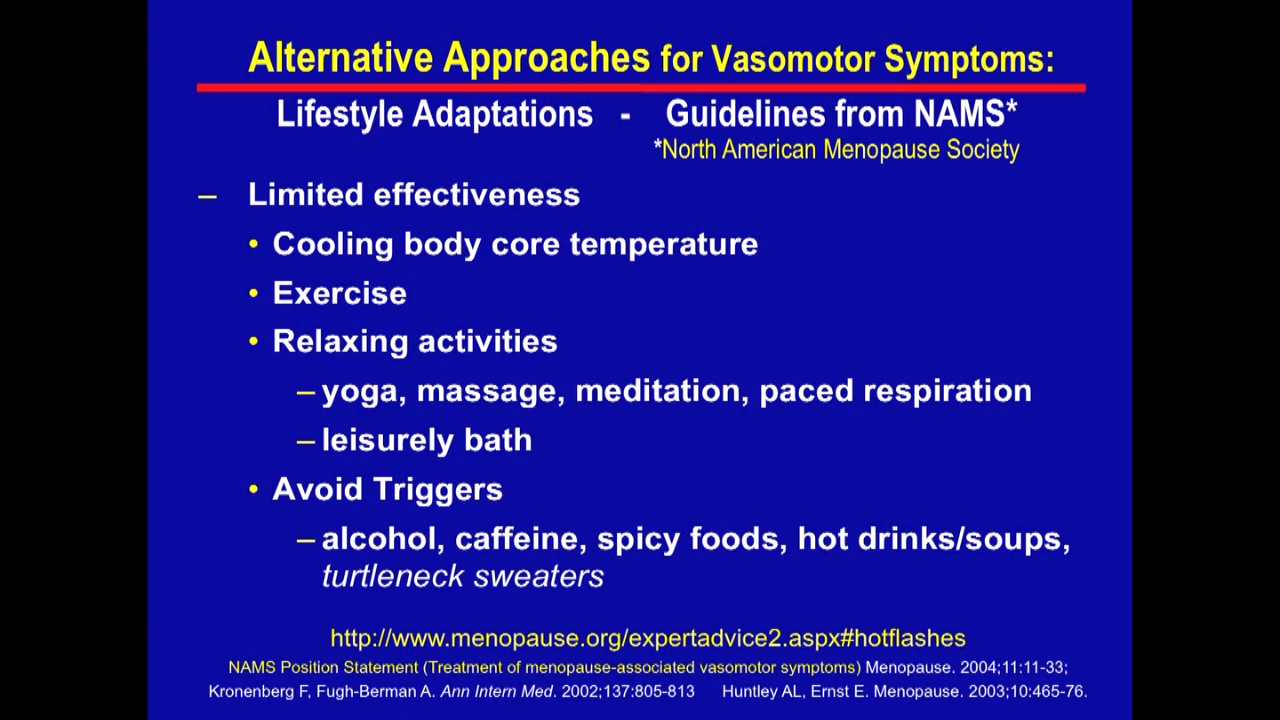 Alternative Approaches for Vasomotor Symptoms:
Lifestyle Adaptations - Guidelines from NAMS*
*North American Menopause Society
– Limited effectiveness
• Cooling body core temperature
• Exercise
• Relaxing activities
– yoga, massage, meditation, paced respiration
– leisurely bath
• Avoid Triggers
– alcohol, caffeine, spicy foods, hot drinks/soups,
turtleneck sweaters
http://www.menopause.org/expertadvice2.aspx#hotflashes
NAMS Position Statement (Treatment of menopause-associated vasomotor symptoms) Menopause. 2004;11:11-33;
Kronenberg F, Fugh-Berman A. Ann Intern Med. 2002;137:805-813 Huntley AL, Ernst E. Menopause. 2003;10:465-76.